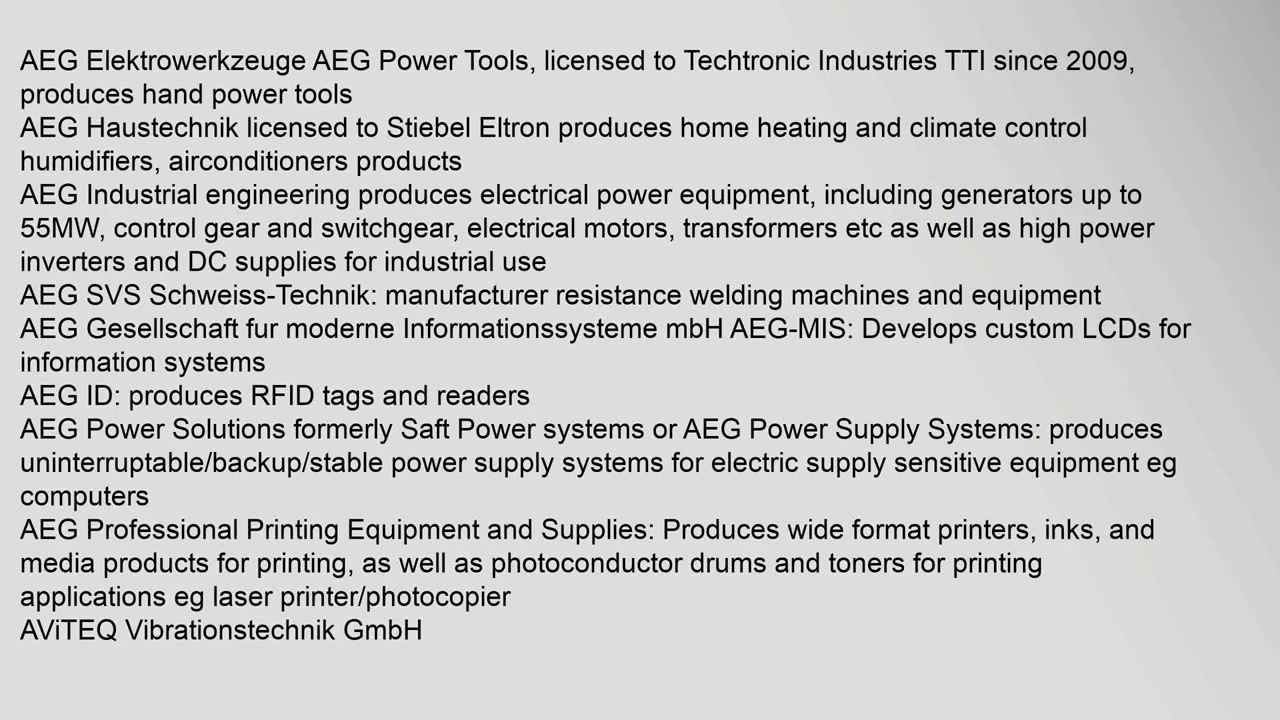 AEG Elektrowerkzeuge AEG Power Tools, licensed to Techtronic Industries TTI since 2009,
produces hand power tools
AEG Haustechnik licensed to Stiebel Eltron produces home heating and climate control
humidifiers, airconditioners products
AEG Industrial engineering produces electrical power equipment, including generators up to
55MW, control gear and switchgear, electrical motors, transformers etc as well as high power
inverters and DC supplies for industrial use
AEG SVS Schweiss-Technik: manufacturer resistance welding machines and equipment
AEG Gesellschaft fur moderne Informationssysteme mbH AEG-MIS: Develops custom LCDs for
information systems
AEG ID: produces RFID tags and readers
AEG Power Solutions formerly Saft Power systems or AEG Power Supply Systems: produces
uninterruptable/backup/stable power supply systems for electric supply sensitive equipment eg
computers
AEG Professional Printing Equipment and Supplies: Produces wide format printers, inks, and
media products for printing, as well as photoconductor drums and toners for printing
applications eg laser printer/photocopier
AViTEQ Vibrationstechnik GmbH